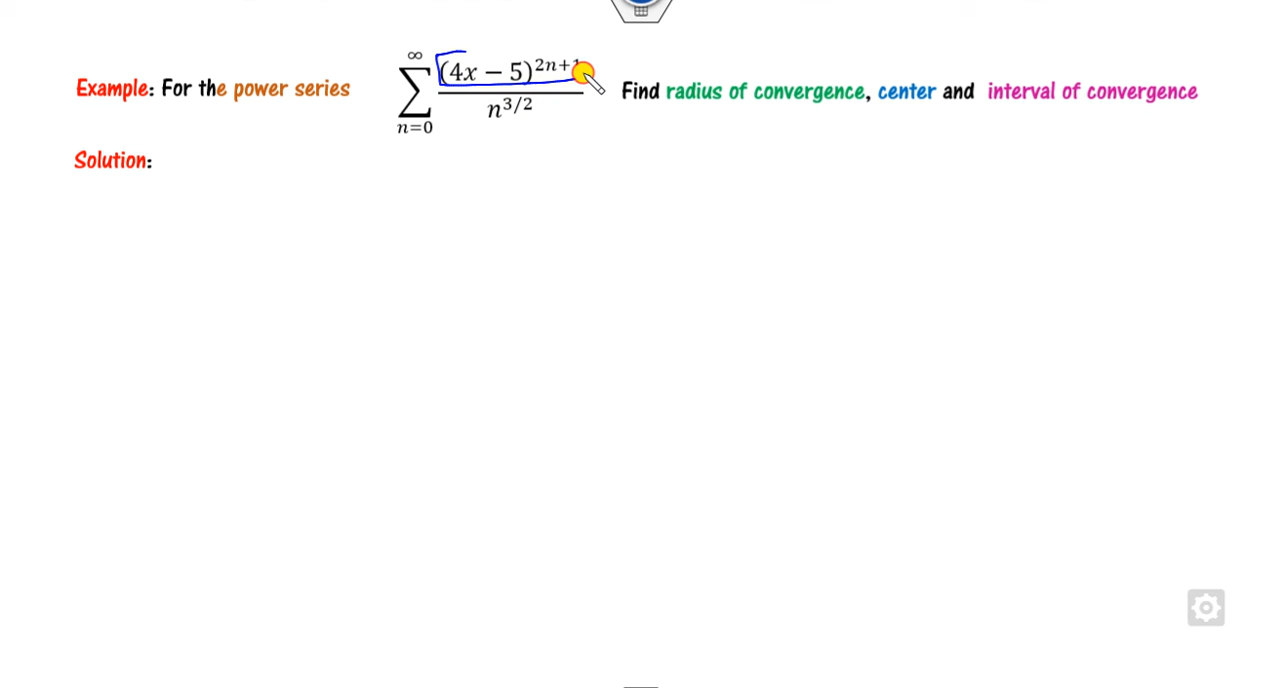 Example: For the power series ∑_{n=0}^{∞} (4x − 5)^{2n+1} / n^{3/2} Find radius of convergence, center and interval of convergence
Solution: